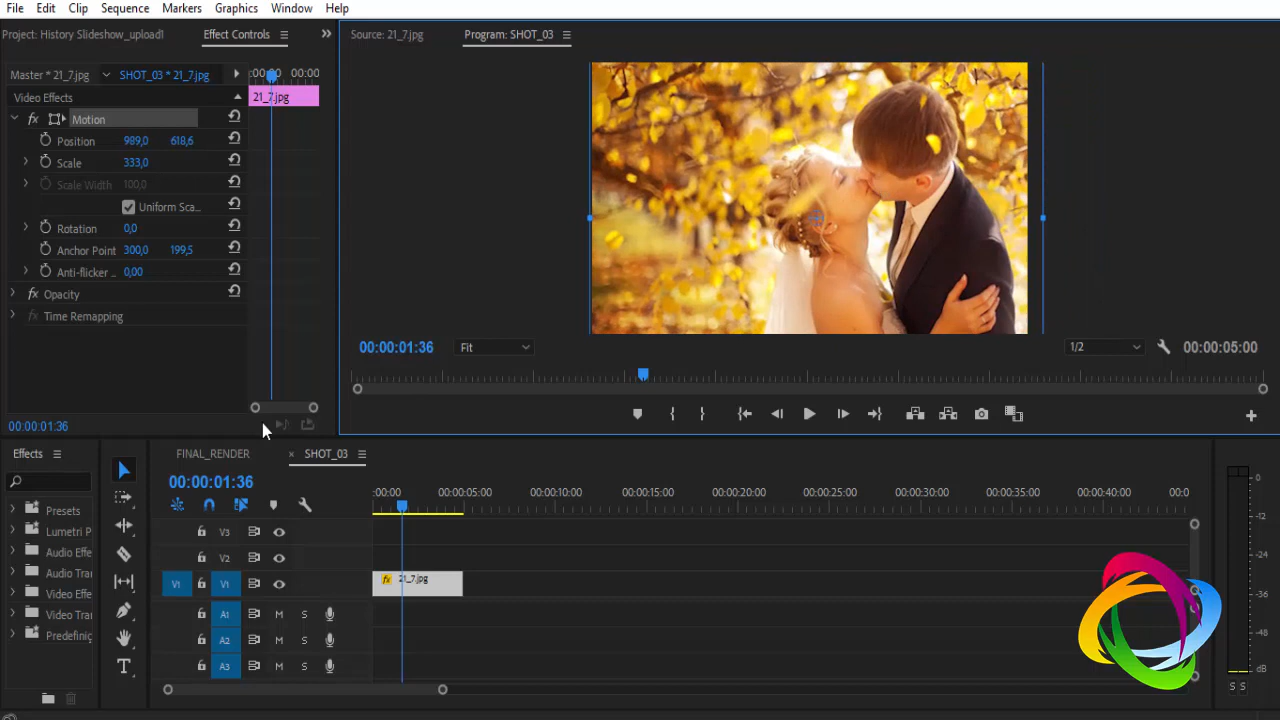 File Edit Clip Sequence Markers Graphics Window Help
Project: History Slideshow_upload1 Effect Controls
Source: 21_7.jpg Program: SHOT_03
Master * 21_7.jpg SHOT_03 * 21_7.jpg :00:00 00:00
Video Effects 21_7.jpg
fx Motion
Position 989,0 618,6
Scale 333,0
Scale Width 100,0
Uniform Sca...
Rotation 0,0
Anchor Point 300,0 199,5
Anti-flicker ... 0,00
fx Opacity
fx Time Remapping
00:00:01:36 Fit 1/2 00:00:05:00
00:00:01:36
Effects FINAL_RENDER × SHOT_03
00:00:01:36
:00:00 00:00:05:00 00:00:10:00 00:00:15:00 00:00:20:00 00:00:25:00 00:00:30:00 00:00:35:00 00:00:40:00 00:0
Presets
Lumetri P
Audio Effe
Audio Tra
Video Effe
Video Tra
Predefiniç
V3
V2
V1 V1 fx 21_7.jpg
A1 M S
A2 M S
A3 M S
0
-12
-24
-36
-48
dB
S S